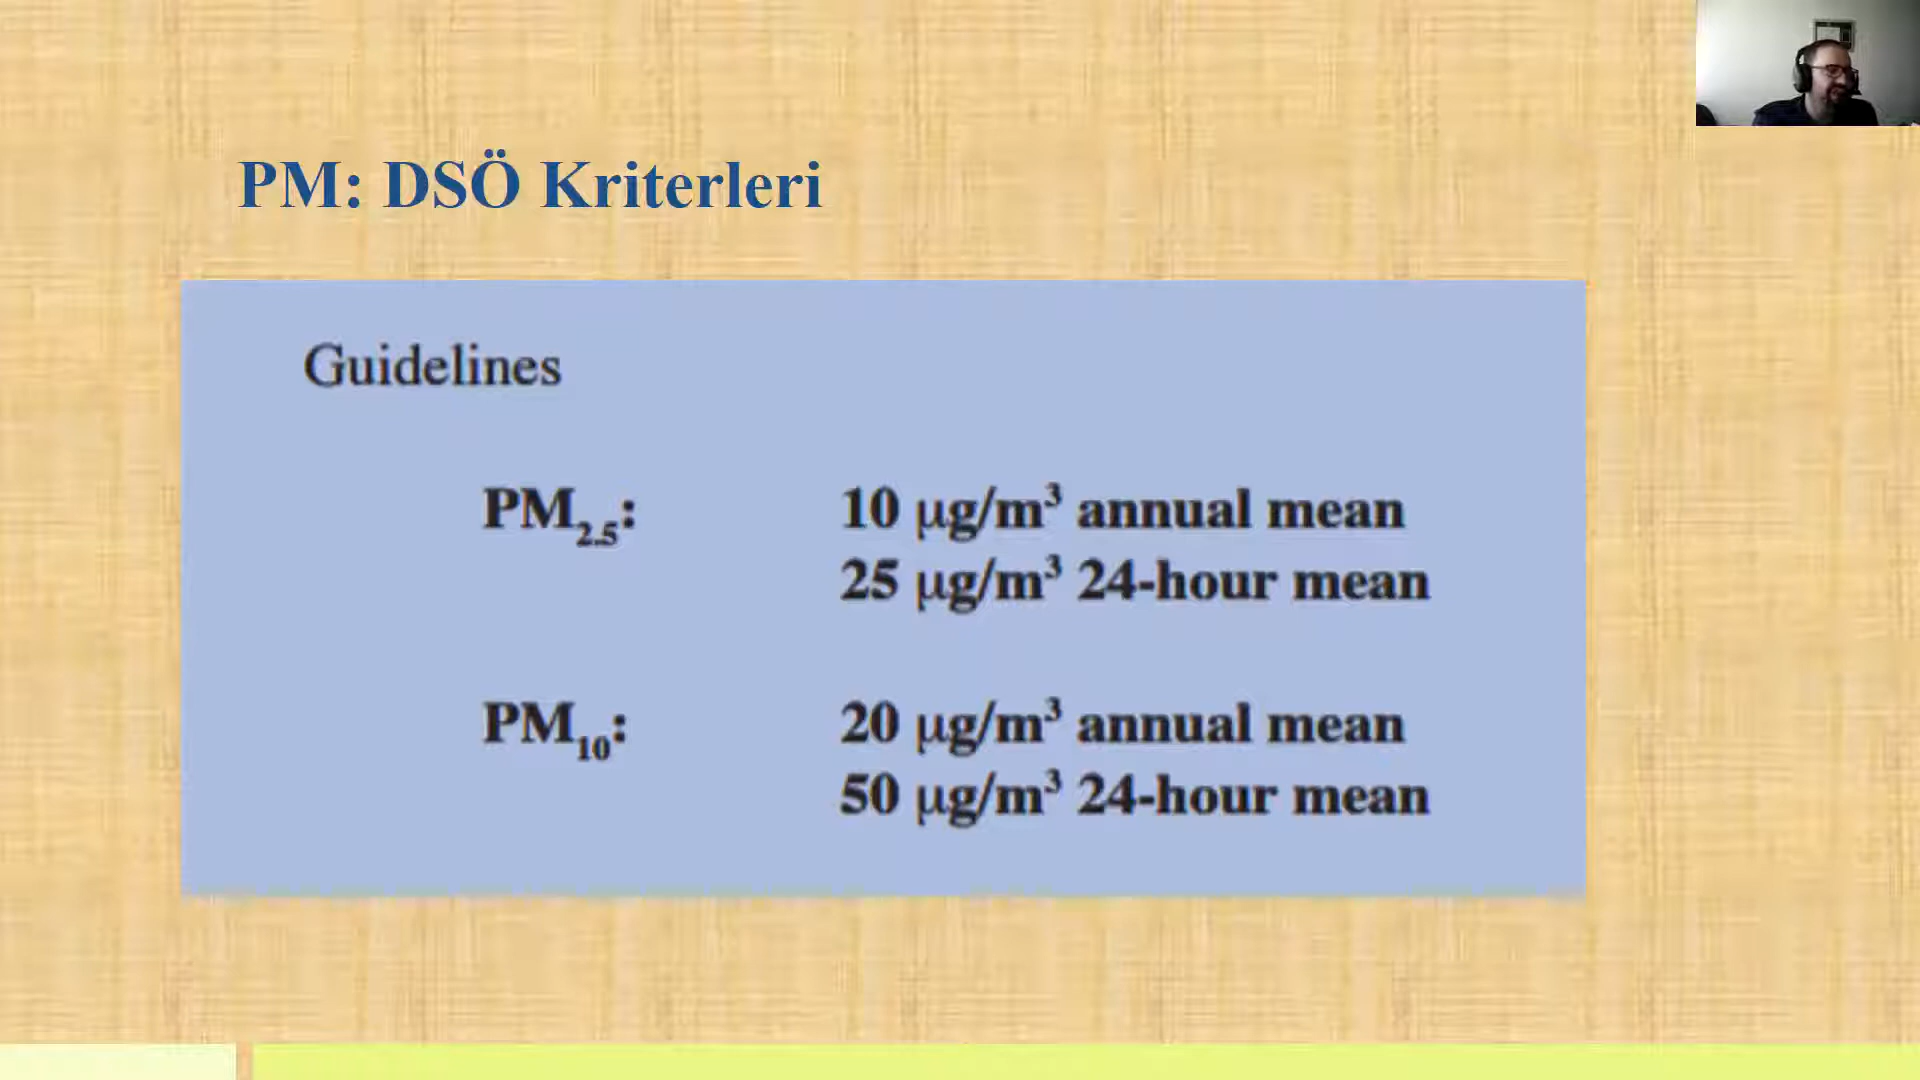 PM: DSÖ Kriterleri
Guidelines
PM2.5: 10 µg/m³ annual mean
25 µg/m³ 24-hour mean
PM10: 20 µg/m³ annual mean
50 µg/m³ 24-hour mean